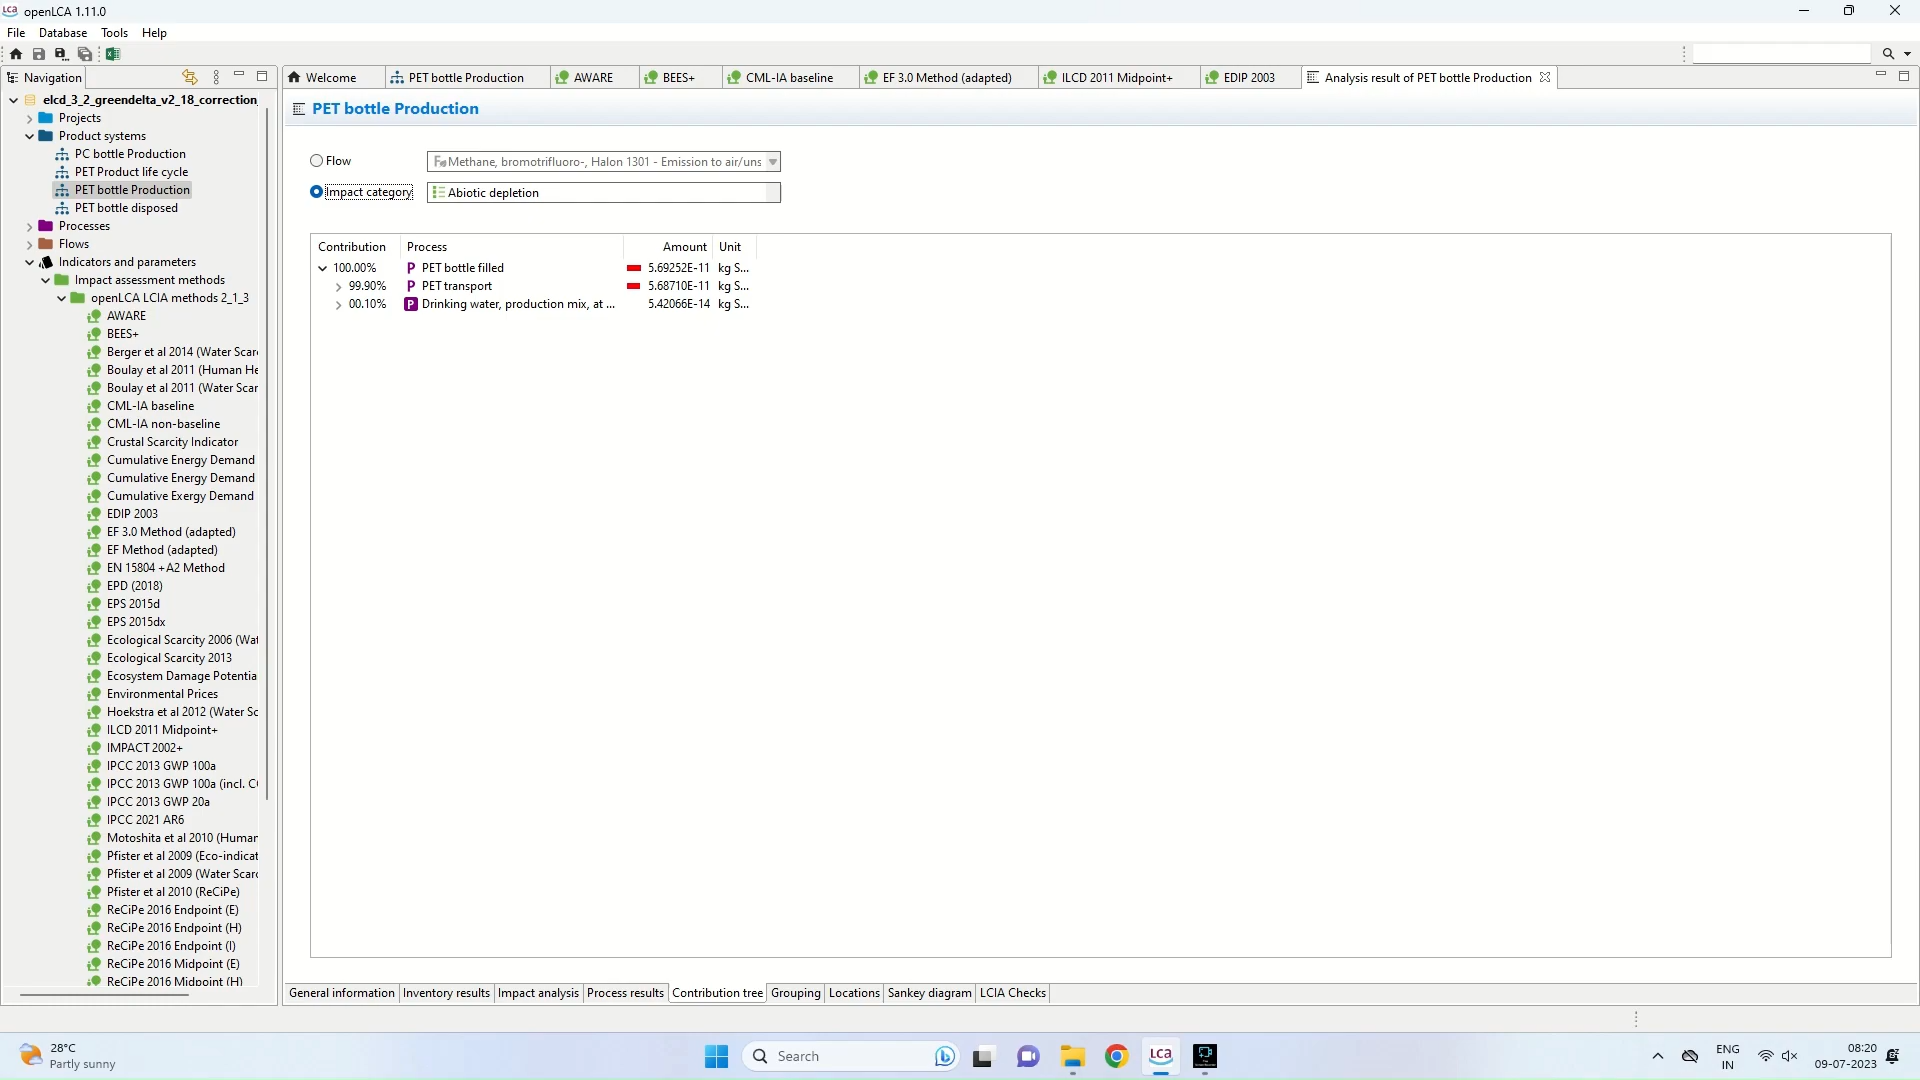 openLCA 1.11.0
File Database Tools Help
Navigation
Welcome PET bottle Production AWARE BEES+ CML-IA baseline EF 3.0 Method (adapted) ILCD 2011 Midpoint+ EDIP 2003 Analysis result of PET bottle Production
elcd_3_2_greendelta_v2_18_correction_
Projects
Product systems
PC bottle Production
PET Product life cycle
PET bottle Production
PET bottle disposed
Processes
Flows
Indicators and parameters
Impact assessment methods
openLCA LCIA methods 2_1_3
AWARE
BEES+
Berger et al 2014 (Water Scar
Boulay et al 2011 (Human He
Boulay et al 2011 (Water Scar
CML-IA baseline
CML-IA non-baseline
Crustal Scarcity Indicator
Cumulative Energy Demand
Cumulative Energy Demand
Cumulative Exergy Demand
EDIP 2003
EF 3.0 Method (adapted)
EF Method (adapted)
EN 15804 +A2 Method
EPD (2018)
EPS 2015d
EPS 2015dx
Ecological Scarcity 2006 (Wat
Ecological Scarcity 2013
Ecosystem Damage Potentia
Environmental Prices
Hoekstra et al 2012 (Water Sc
ILCD 2011 Midpoint+
IMPACT 2002+
IPCC 2013 GWP 100a
IPCC 2013 GWP 100a (incl. C
IPCC 2013 GWP 20a
IPCC 2021 AR6
Motoshita et al 2010 (Human
Pfister et al 2009 (Eco-indicat
Pfister et al 2009 (Water Scar
Pfister et al 2010 (ReCiPe)
ReCiPe 2016 Endpoint (E)
ReCiPe 2016 Endpoint (H)
ReCiPe 2016 Endpoint (I)
ReCiPe 2016 Midpoint (E)
ReCiPe 2016 Midpoint (H)
PET bottle Production
Flow Methane, bromotrifluoro-, Halon 1301 - Emission to air/uns
Impact category Abiotic depletion
Contribution Process Amount Unit
100.00% P PET bottle filled 5.69252E-11 kg S...
99.90% P PET transport 5.68710E-11 kg S...
00.10% P Drinking water, production mix, at ... 5.42066E-14 kg S...
General information Inventory results Impact analysis Process results Contribution tree Grouping Locations Sankey diagram LCIA Checks
28°C
Partly sunny
Search
LCA
ENG
IN
08:20
09-07-2023